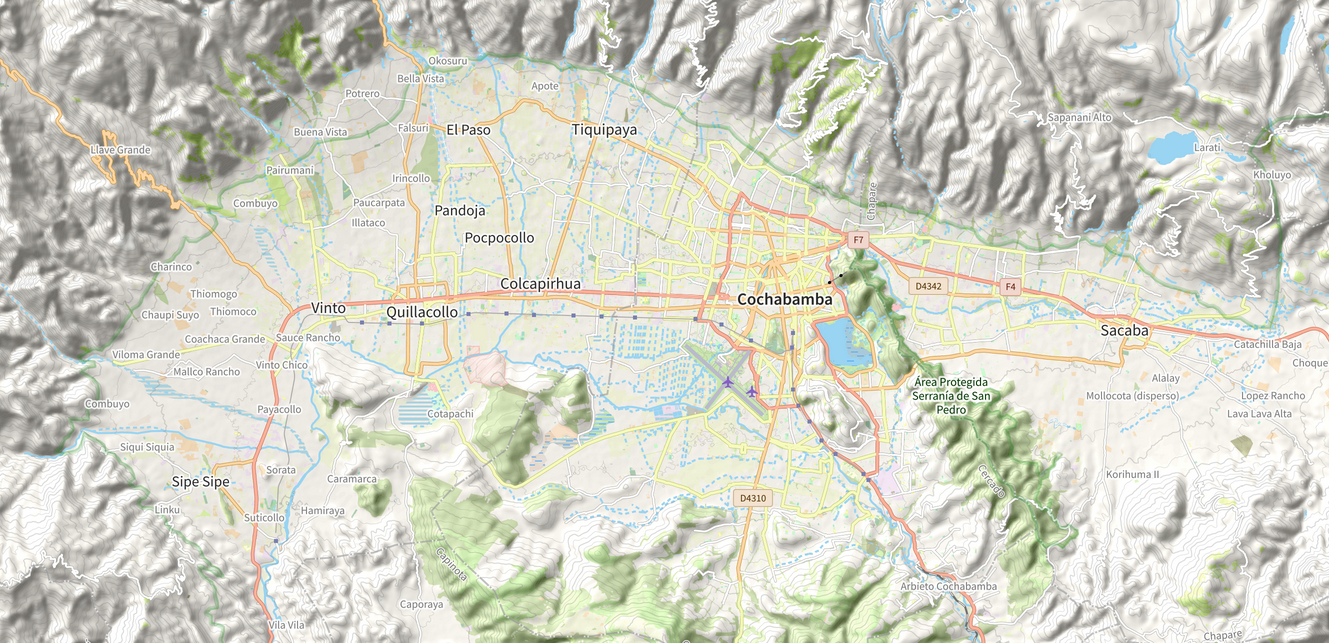 Okosuru
Bella Vista
Apote
Potrero
Falsuri
El Paso
Tiquipaya
Buena Vista
Sapanani Alto
Llave Grande
Larati
Pairumani
Irincollo
Kholuyo
Combuyo
Paucarpata
Chapare
Pandoja
Illataco
Pocpocollo
F7
Charinco
Colcapirhua
D4342
F4
Thiomogo
Cochabamba
Vinto
Quillacollo
Chaupi Suyo
Thiomoco
Sacaba
Coachaca Grande
Sauce Rancho
Catachilla Baja
Viloma Grande
Vinto Chico
Choque
Mallco Rancho
Área Protegida
Serranía de San
Pedro
Alalay
Combuyo
Mollocota (disperso)
Lopez Rancho
Payacollo
Cotapachi
Lava Lava Alta
Siqui Siquia
Sorata
Korihuma II
Sipe Sipe
Caramarca
Cercado
D4310
Linku
Suticollo
Hamiraya
Capinota
Arbieto Cochabamba
Caporaya
Vila Vila
Chapare